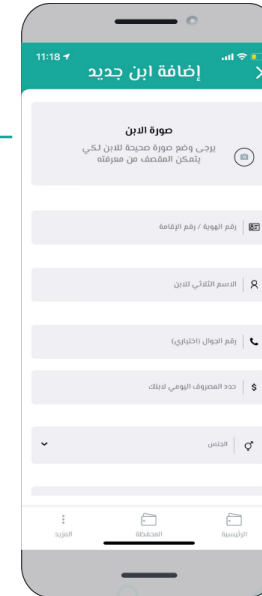 11:18
إضافة ابن جديد
صورة الابن
يرجى وضع صورة صحيحة للابن لكي
يتمكن المقصف من معرفته
رقم الهوية / رقم الإقامة
الاسم الثلاثي للابن
رقم الجوال (اختياري)
حدد المصروف اليومي لابنك
الجنس
الرئيسية
المحفظة
المزيد